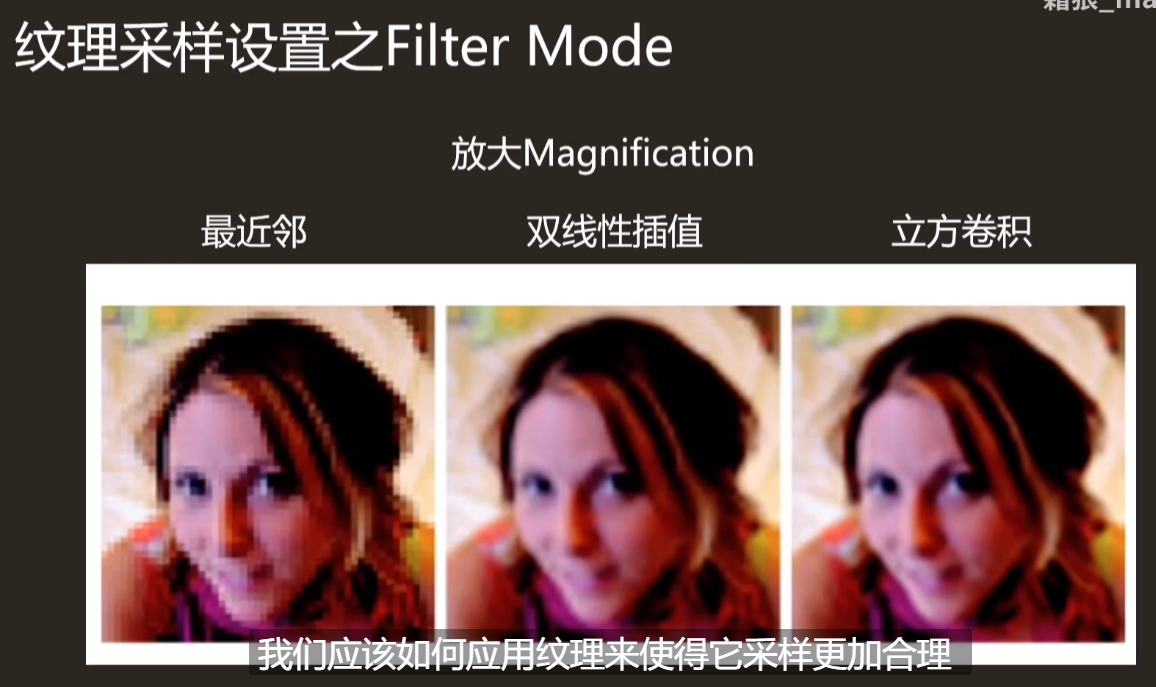 纹理采样设置之Filter Mode
放大Magnification
最近邻
双线性插值
立方卷积
我们应该如何应用纹理来使得它采样更加合理